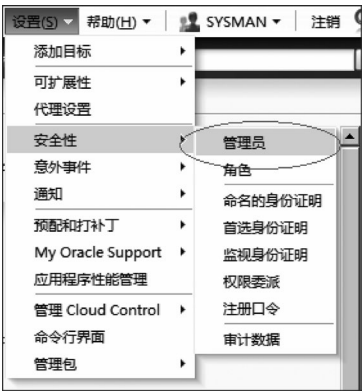 设置(S) 帮助(H) SYSMAN 注销
添加目标
可扩展性
代理设置
安全性
意外事件
通知
预配和打补丁
My Oracle Support
应用程序性能管理
管理 Cloud Control
命令行界面
管理包
管理员
角色
命名的身份证明
首选身份证明
监视身份证明
权限委派
注册口令
审计数据